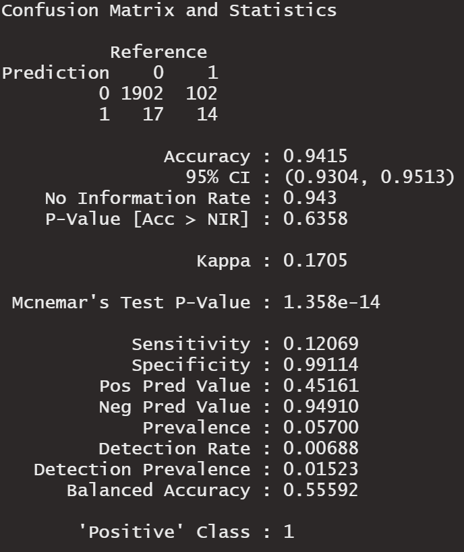 Confusion Matrix and Statistics
Reference
Prediction 0 1
0 1902 102
1 17 14
Accuracy : 0.9415
95% CI : (0.9304, 0.9513)
No Information Rate : 0.943
P-Value [Acc > NIR] : 0.6358
Kappa : 0.1705
Mcnemar's Test P-Value : 1.358e-14
Sensitivity : 0.12069
Specificity : 0.99114
Pos Pred Value : 0.45161
Neg Pred Value : 0.94910
Prevalence : 0.05700
Detection Rate : 0.00688
Detection Prevalence : 0.01523
Balanced Accuracy : 0.55592
'Positive' Class : 1